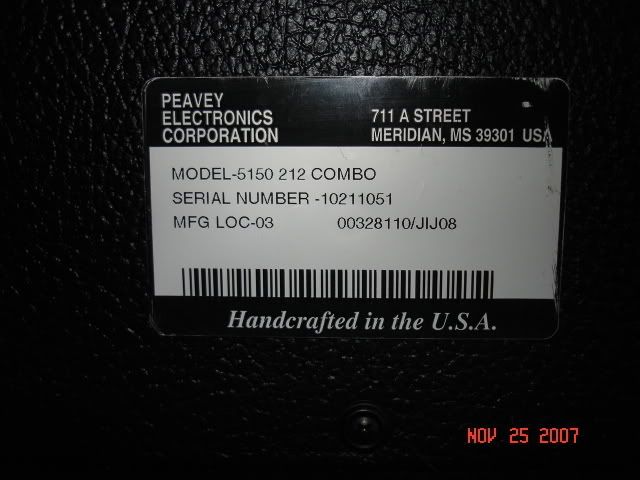 PEAVEY
ELECTRONICS
CORPORATION
711 A STREET
MERIDIAN, MS 39301 USA
MODEL-5150 212 COMBO
SERIAL NUMBER -10211051
MFG LOC-03 00328110/JIJ08
Handcrafted in the U.S.A.
NOV 25 2007